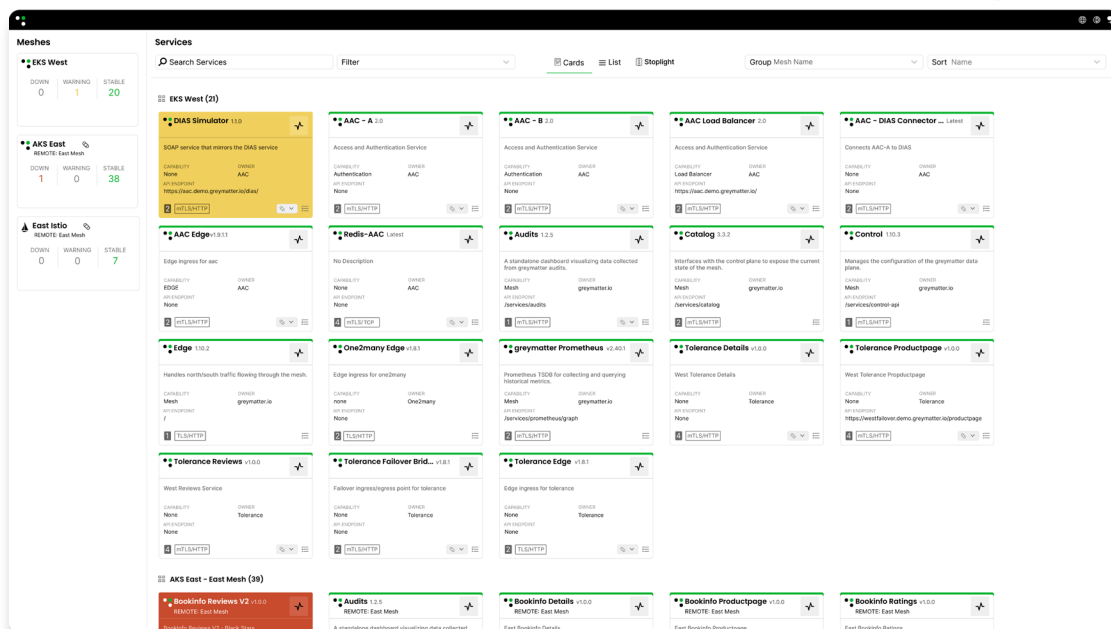 Meshes
EKS West
DOWN WARNING STABLE
0 1 20
AKS East
REMOTE: East Mesh
DOWN WARNING STABLE
1 0 38
East Istio
REMOTE: East Mesh
DOWN WARNING STABLE
0 0 7
Services
Search Services
Filter
Cards List Stoplight
Group Mesh Name
Sort Name
EKS West (21)
DIAS Simulator 1.1.0
SOAP service that mirrors the DIAS service
CAPABILITY OWNER
None AAC
API ENDPOINT
https://aac.demo.greymatter.io/dias/
2 mTLS/HTTP
AAC - A 2.0
Access and Authentication Service
CAPABILITY OWNER
Authentication AAC
API ENDPOINT
None
2 mTLS/HTTP
AAC - B 2.0
Access and Authentication Service
CAPABILITY OWNER
Authentication AAC
API ENDPOINT
None
2 mTLS/HTTP
AAC Load Balancer 2.0
Access and Authentication Service
CAPABILITY OWNER
Load Balancer AAC
API ENDPOINT
https://aac.demo.greymatter.io/
2 mTLS/HTTP
AAC - DIAS Connector ... Latest
Connects AAC-A to DIAS
CAPABILITY OWNER
None AAC
API ENDPOINT
None
2 mTLS/HTTP
AAC Edge v1.9.1.1
Edge ingress for aac
CAPABILITY OWNER
EDGE AAC
API ENDPOINT
None
2 mTLS/HTTP
Redis-AAC Latest
No Description
CAPABILITY OWNER
None AAC
API ENDPOINT
None
4 mTLS/TCP
Audits 1.2.5
A standalone dashboard visualizing data collected
from greymatter audits.
CAPABILITY OWNER
Mesh greymatter.io
API ENDPOINT
/services/audits
1 mTLS/HTTP
Catalog 3.3.2
Interfaces with the control plane to expose the current
state of the mesh.
CAPABILITY OWNER
Mesh greymatter.io
API ENDPOINT
/services/catalog
2 mTLS/HTTP
Control 1.10.3
Manages the configuration of the greymatter data
plane.
CAPABILITY OWNER
Mesh greymatter.io
API ENDPOINT
/services/control-api
1 mTLS/HTTP
Edge 1.10.2
Handles north/south traffic flowing through the mesh.
CAPABILITY OWNER
Mesh greymatter.io
API ENDPOINT
/
1 TLS/HTTP
One2many Edge v1.8.1
Edge ingress for one2many
CAPABILITY OWNER
none One2many
API ENDPOINT
None
2 TLS/HTTP
greymatter Prometheus v2.40.1
Prometheus TSDB for collecting and querying
historical metrics.
CAPABILITY OWNER
Mesh greymatter.io
API ENDPOINT
/services/prometheus/graph
2 mTLS/HTTP
Tolerance Details v1.0.0
West Tolerance Details
CAPABILITY OWNER
None Tolerance
API ENDPOINT
None
4 mTLS/HTTP
Tolerance Productpage v1.0.0
West Tolerance Propductpage
CAPABILITY OWNER
None Tolerance
API ENDPOINT
https://westfailover.demo.greymatter.io/productpage
4 mTLS/HTTP
Tolerance Reviews v1.0.0
West Reviews Service
CAPABILITY OWNER
None Tolerance
API ENDPOINT
None
4 mTLS/HTTP
Tolerance Failover Brid... v1.8.1
Failover ingress/egress point for tolerance
CAPABILITY OWNER
None Tolerance
API ENDPOINT
None
2 mTLS/HTTP
Tolerance Edge v1.8.1
Edge ingress for tolerance
CAPABILITY OWNER
None Tolerance
API ENDPOINT
None
2 TLS/HTTP
AKS East - East Mesh (39)
Bookinfo Reviews V2 v1.0.0
REMOTE: East Mesh
Audits 1.2.5
REMOTE: East Mesh
A standalone dashboard visualizing data collected
Bookinfo Details v1.0.0
REMOTE: East Mesh
East Bookinfo Details
Bookinfo Productpage v1.0.0
REMOTE: East Mesh
East Bookinfo Productpage
Bookinfo Ratings v1.0.0
REMOTE: East Mesh
East Bookinfo Ratings